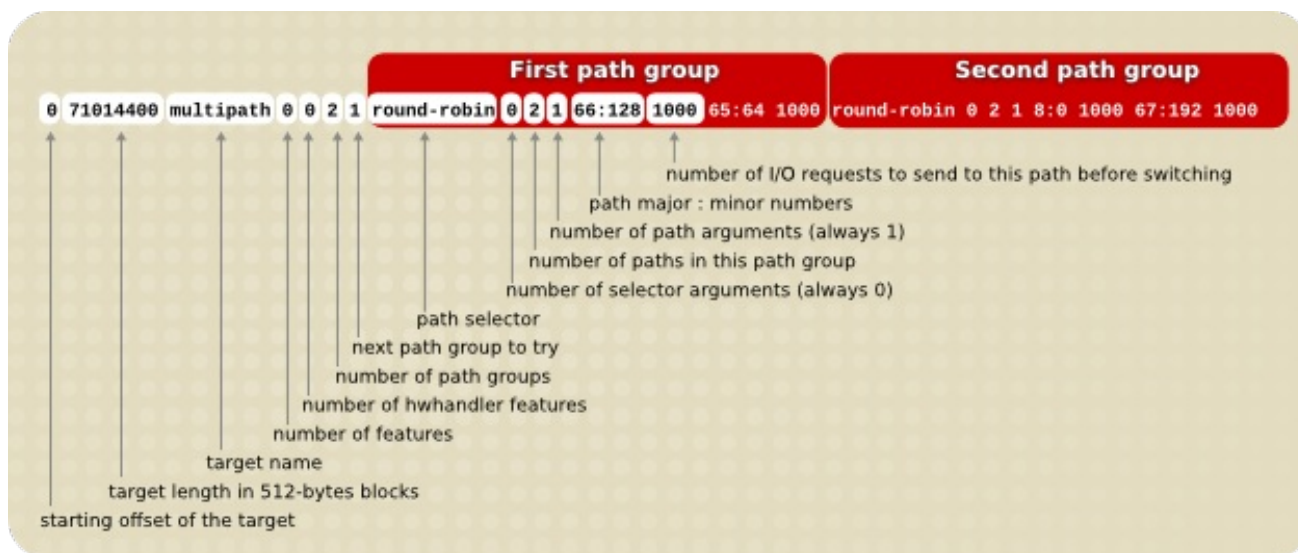 First path group Second path group
0 71014400 multipath 0 0 2 1 round-robin 0 2 1 66:128 1000 65:64 1000 round-robin 0 2 1 8:0 1000 67:192 1000
number of I/O requests to send to this path before switching
path major : minor numbers
number of path arguments (always 1)
number of paths in this path group
number of selector arguments (always 0)
path selector
next path group to try
number of path groups
number of hwhandler features
number of features
target name
target length in 512-bytes blocks
starting offset of the target